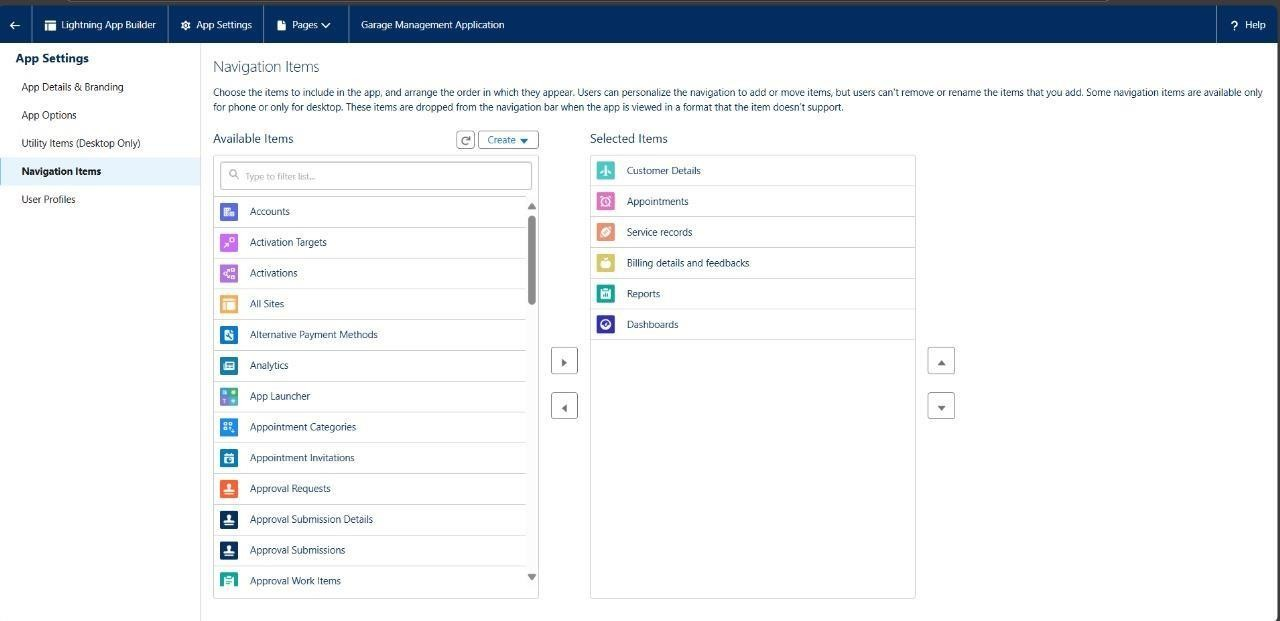 Lightning App Builder
App Settings
Pages
Garage Management Application
? Help
App Settings
App Details & Branding
App Options
Utility Items (Desktop Only)
Navigation Items
User Profiles
Navigation Items
Choose the items to include in the app, and arrange the order in which they appear. Users can personalize the navigation to add or move items, but users can't remove or rename the items that you add. Some navigation items are available only
for phone or only for desktop. These items are dropped from the navigation bar when the app is viewed in a format that the item doesn't support.
Available Items
Create
Type to filter list...
Accounts
Activation Targets
Activations
All Sites
Alternative Payment Methods
Analytics
App Launcher
Appointment Categories
Appointment Invitations
Approval Requests
Approval Submission Details
Approval Submissions
Approval Work Items
Selected Items
Customer Details
Appointments
Service records
Billing details and feedbacks
Reports
Dashboards